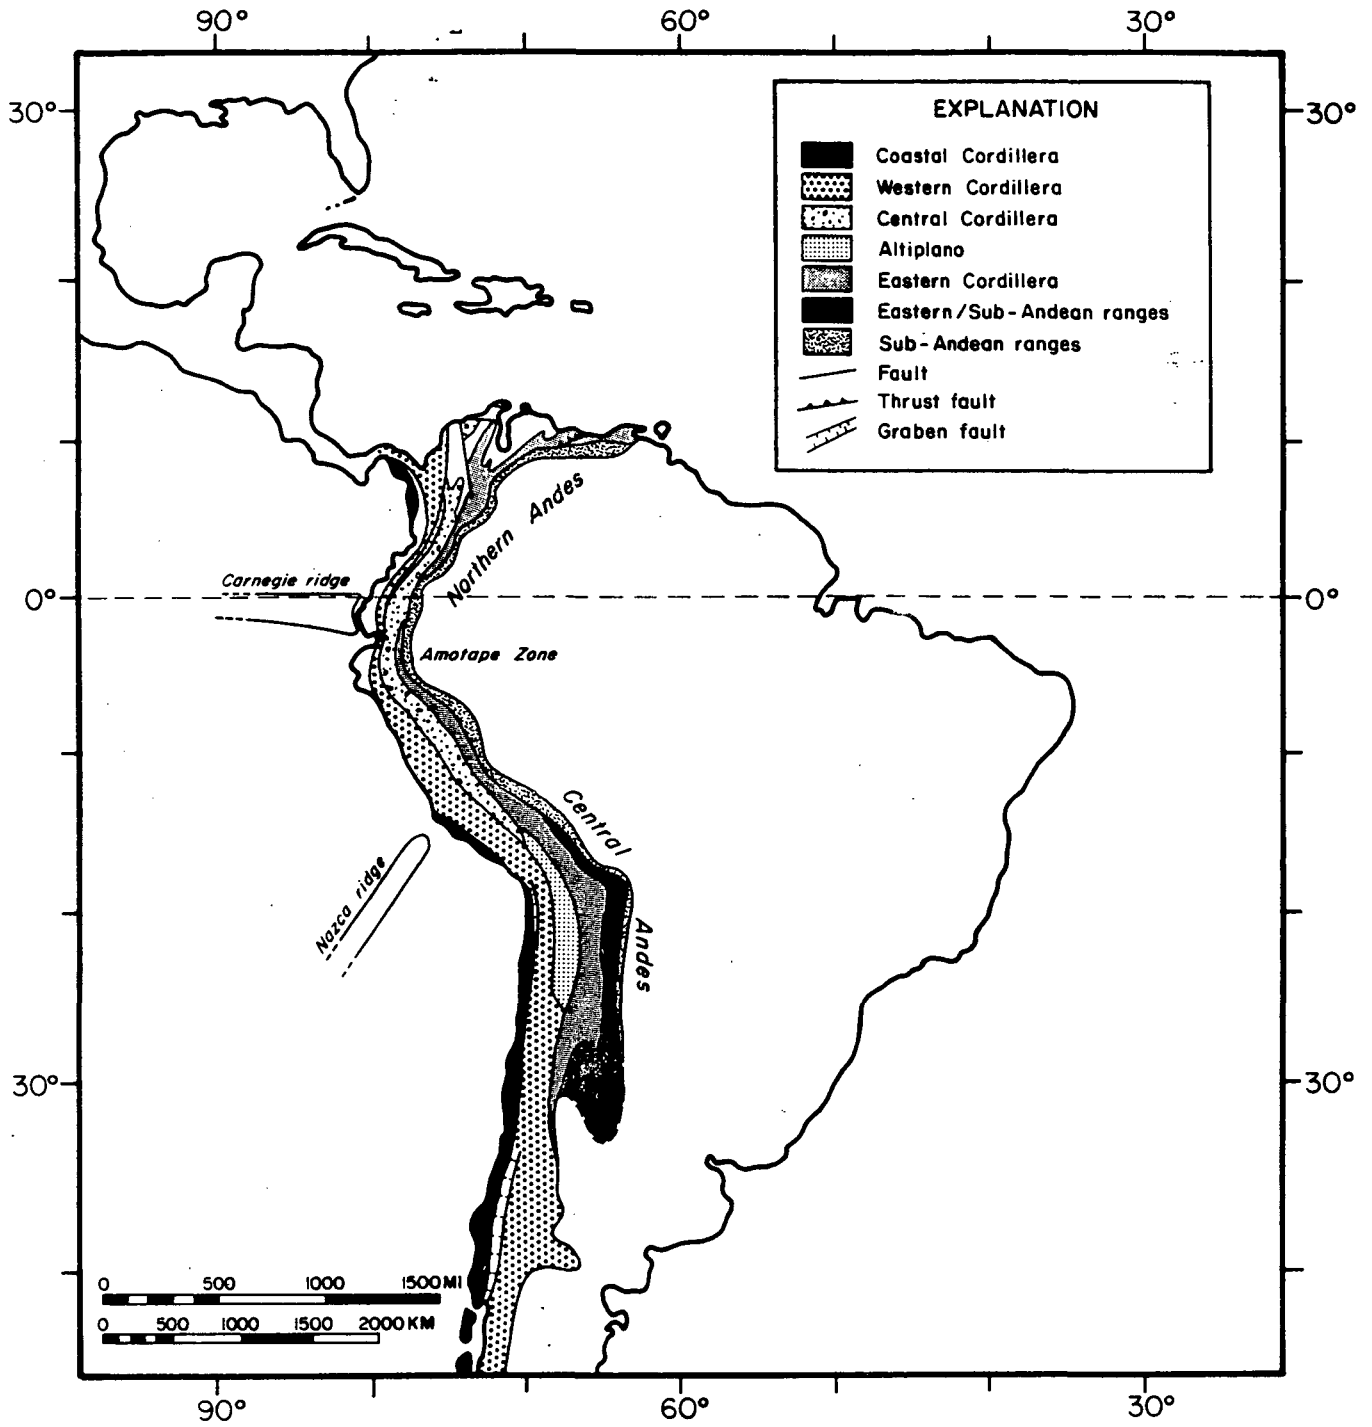 90° 60° 30°
30° 30°
EXPLANATION
Coastal Cordillera
Western Cordillera
Central Cordillera
Altiplano
Eastern Cordillera
Eastern/Sub-Andean ranges
Sub-Andean ranges
Fault
Thrust fault
Graben fault
Northern Andes
Carnegie ridge
0° 0°
Amotape Zone
Central
Andes
Nazca ridge
30° 30°
0 500 1000 1500 MI
0 500 1000 1500 2000 KM
90° 60° 30°